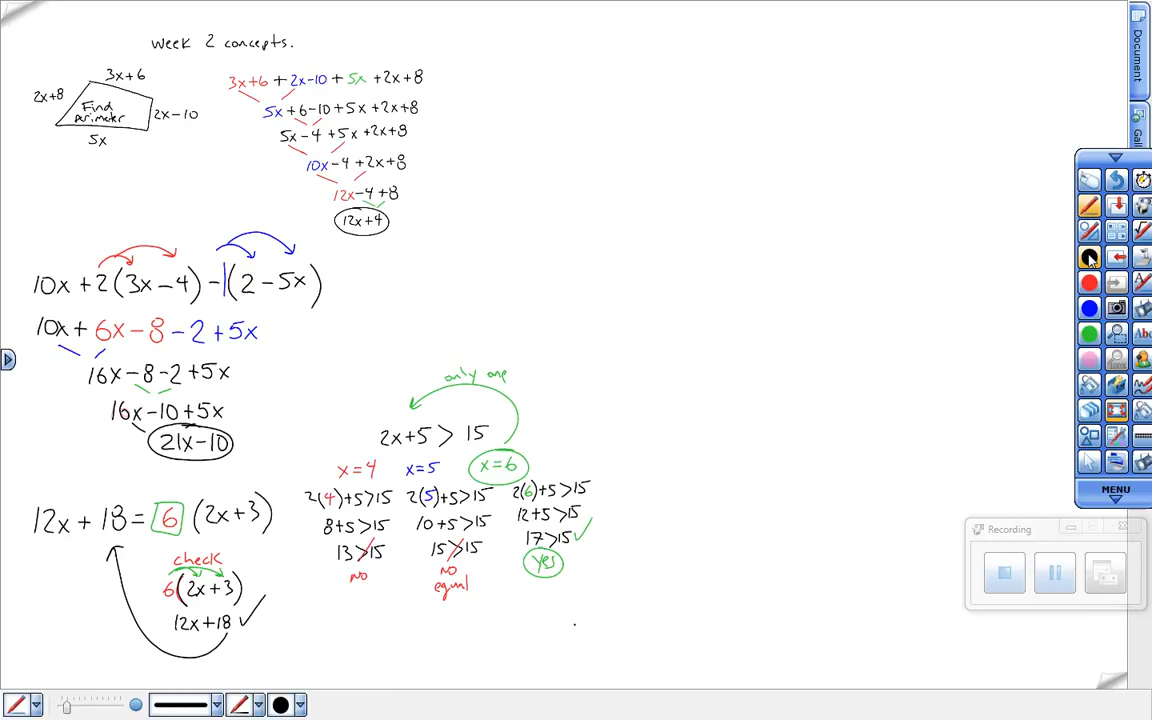 Week 2 concepts.
3x+6
2x+8
Find
perimeter
2x-10
5x
3x+6 + 2x-10 + 5x + 2x+8
5x+6-10+5x+2x+8
5x-4+5x+2x+8
10x-4+2x+8
12x-4+8
12x+4
10x+2(3x-4)-1(2-5x)
10x+6x-8-2+5x
16x-8-2+5x
16x-10+5x
21x-10
12x+18=6(2x+3)
check
6(2x+3)
12x+18 ✓
only one
2x+5>15
x=4 x=5 x=6
2(4)+5>15 2(5)+5>15 2(6)+5>15
8+5>15 10+5>15 12+5>15
13>15 15>15 17>15 ✓
no no yes
equal
Document
Gal
Abc
MENU
Recording